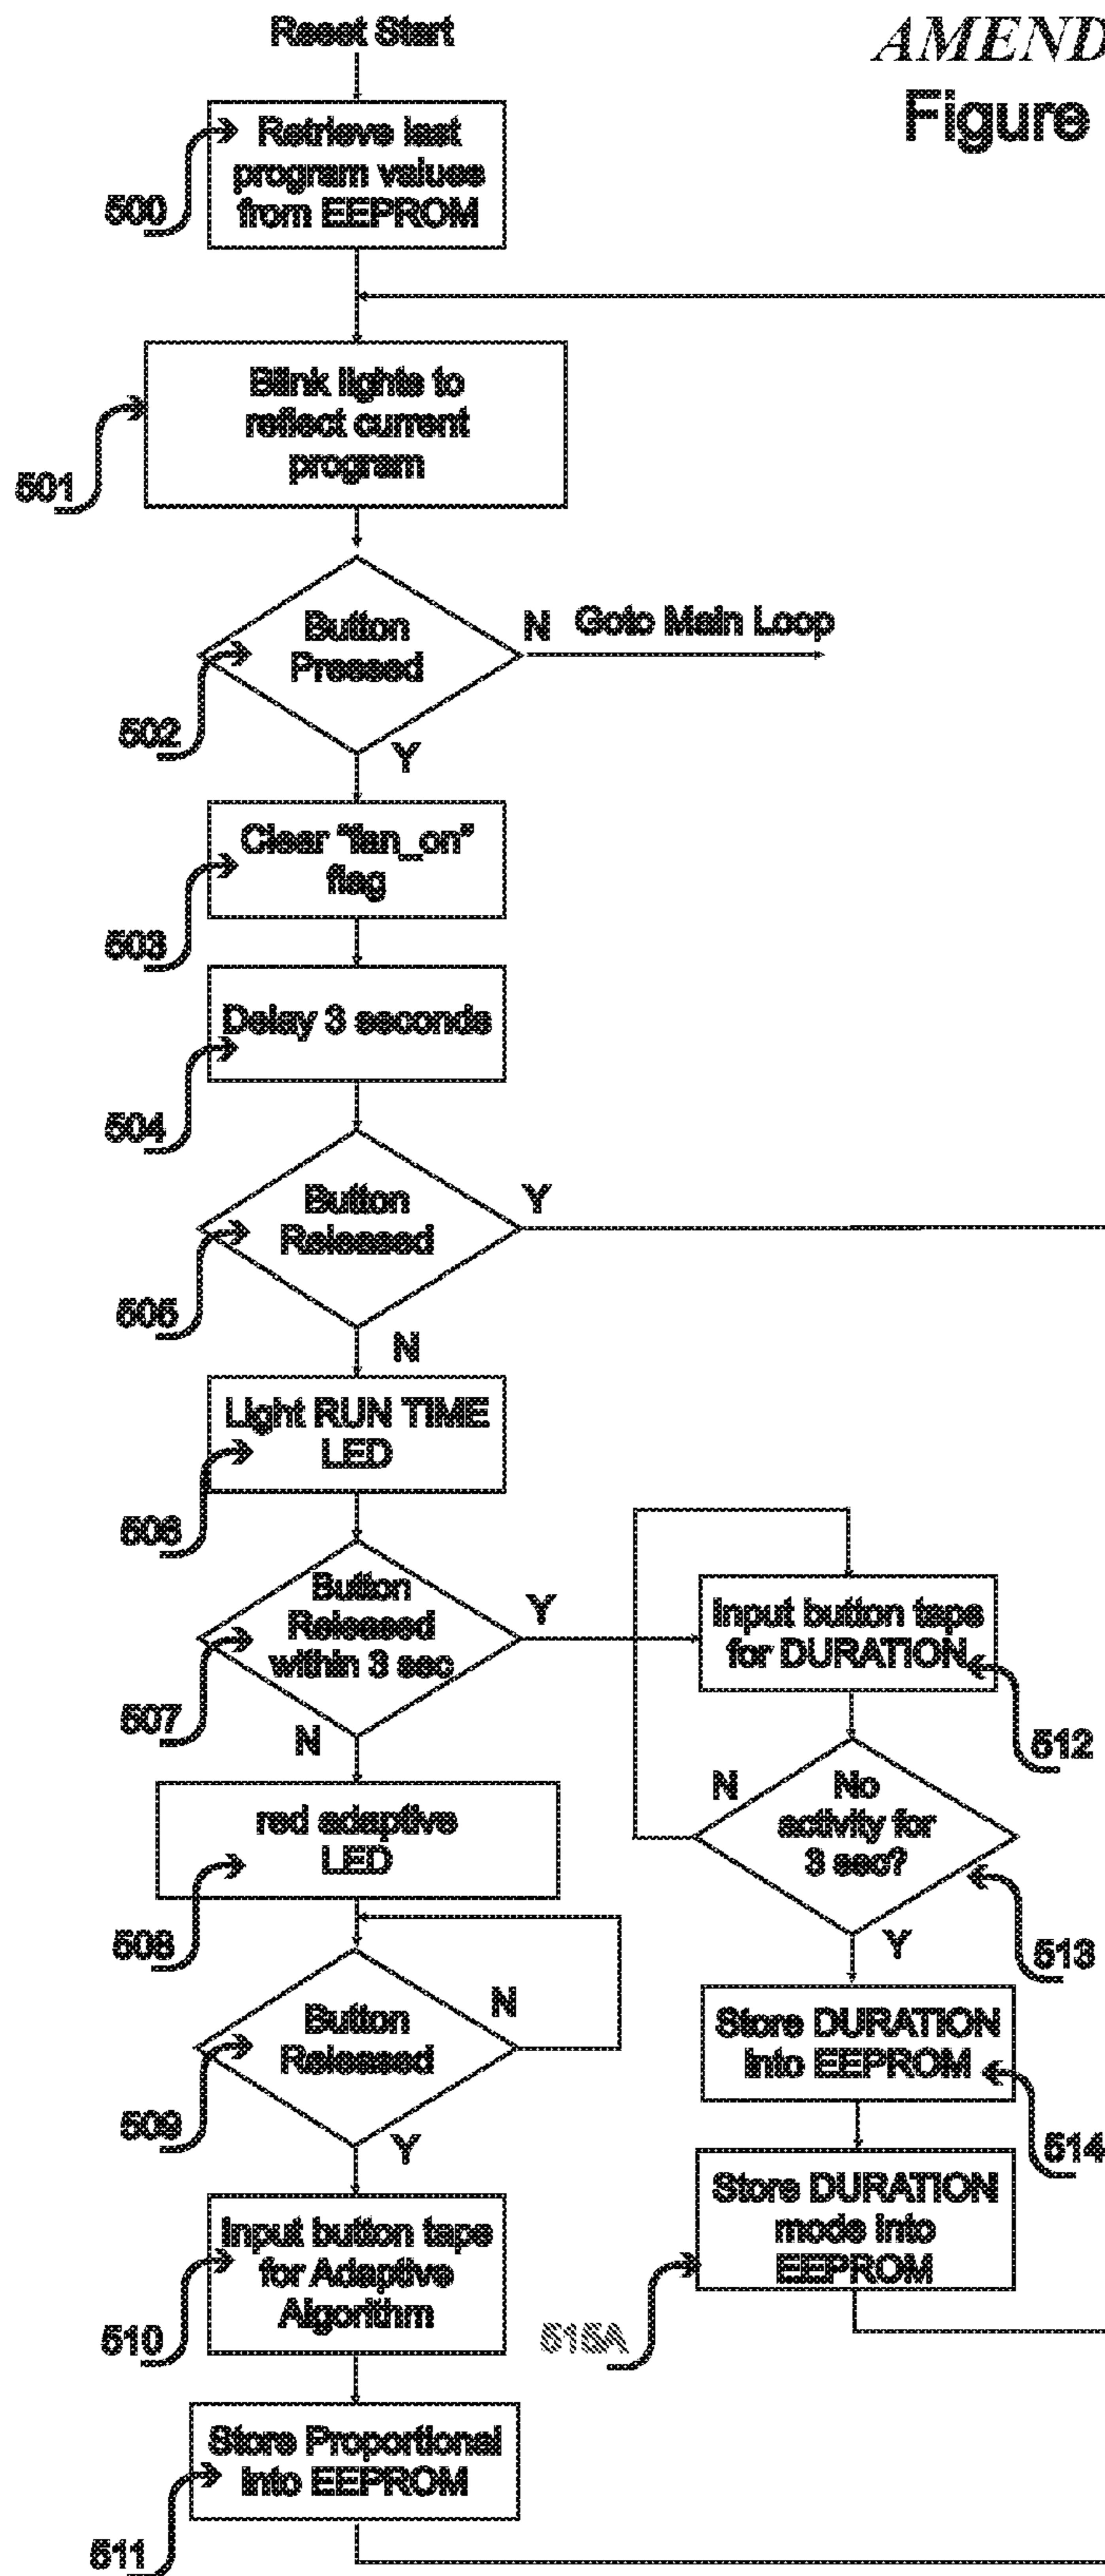 Reset Start
AMEND
Figure
Retrieve last
program values
from EEPROM
500
Blink lights to
reflect current
program
501
Button
Pressed
N Goto Main Loop
502
Y
Clear "fan_on"
flag
503
Delay 3 seconds
504
Button
Released
Y
505
N
Light RUN TIME
LED
506
Button
Released
within 3 sec
Y
507
N
Input button taps
for DURATION
512
red adaptive
LED
508
N
No
activity for
3 sec?
513
Y
Button
Released
N
509
Y
Store DURATION
into EEPROM
514
Input button taps
for Adaptive
Algorithm
510
Store DURATION
mode into
EEPROM
515A
Store Proportional
into EEPROM
511